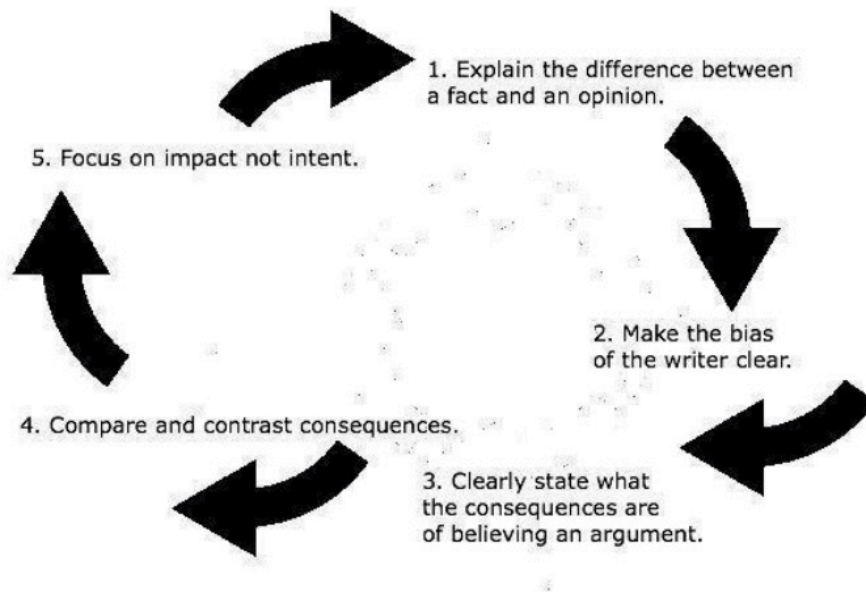 1. Explain the difference between
a fact and an opinion.
2. Make the bias
of the writer clear.
3. Clearly state what
the consequences are
of believing an argument.
4. Compare and contrast consequences.
5. Focus on impact not intent.